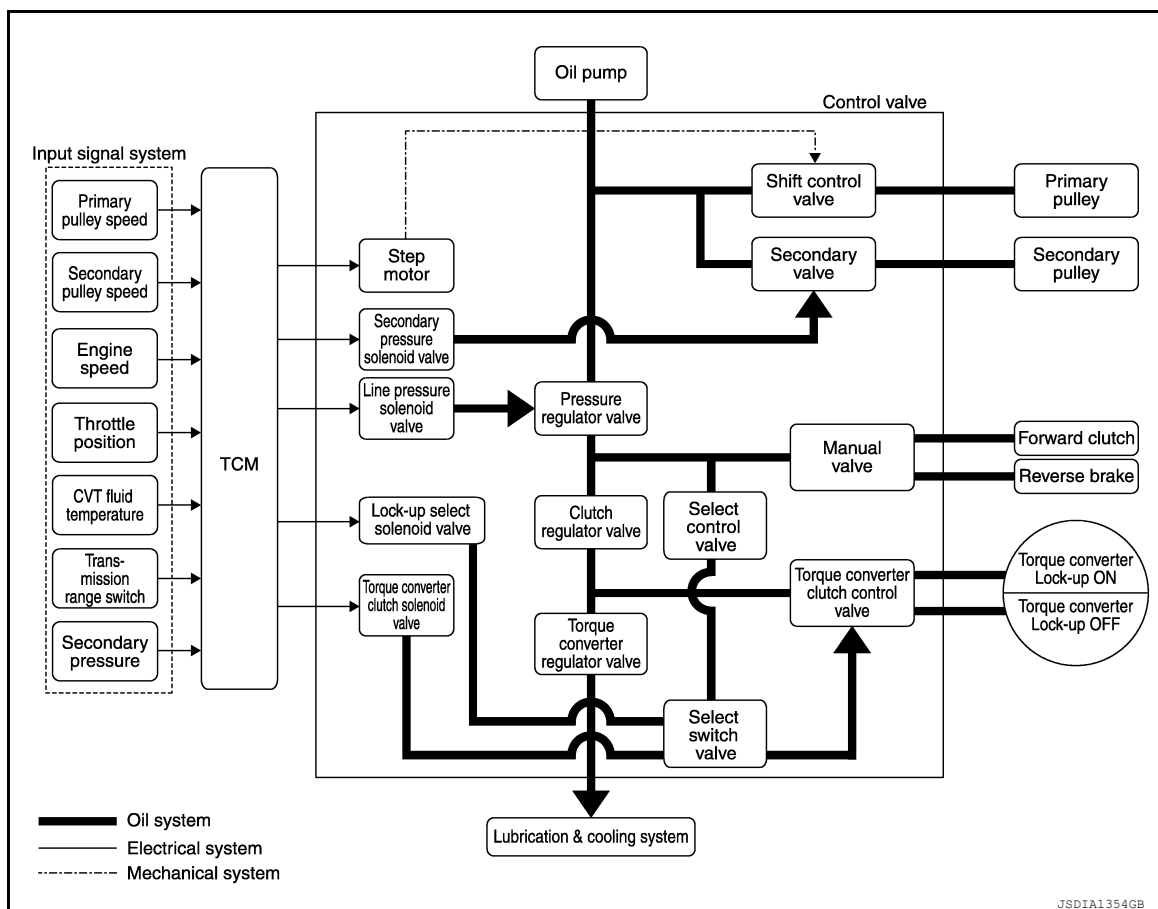 Oil pump
Control valve
Input signal system
Primary
pulley speed
Secondary
pulley speed
Engine
speed
Throttle
position
CVT fluid
temperature
Trans-
mission
range switch
Secondary
pressure
TCM
Step
motor
Secondary
pressure
solenoid valve
Line pressure
solenoid
valve
Lock-up select
solenoid valve
Torque converter
clutch solenoid
valve
Shift control
valve
Secondary
valve
Pressure
regulator valve
Clutch
regulator valve
Torque
converter
regulator valve
Select
control
valve
Select
switch
valve
Manual
valve
Torque converter
clutch control
valve
Primary
pulley
Secondary
pulley
Forward clutch
Reverse brake
Torque converter
Lock-up ON
Torque converter
Lock-up OFF
Lubrication & cooling system
Oil system
Electrical system
Mechanical system
JSDIA1354GB